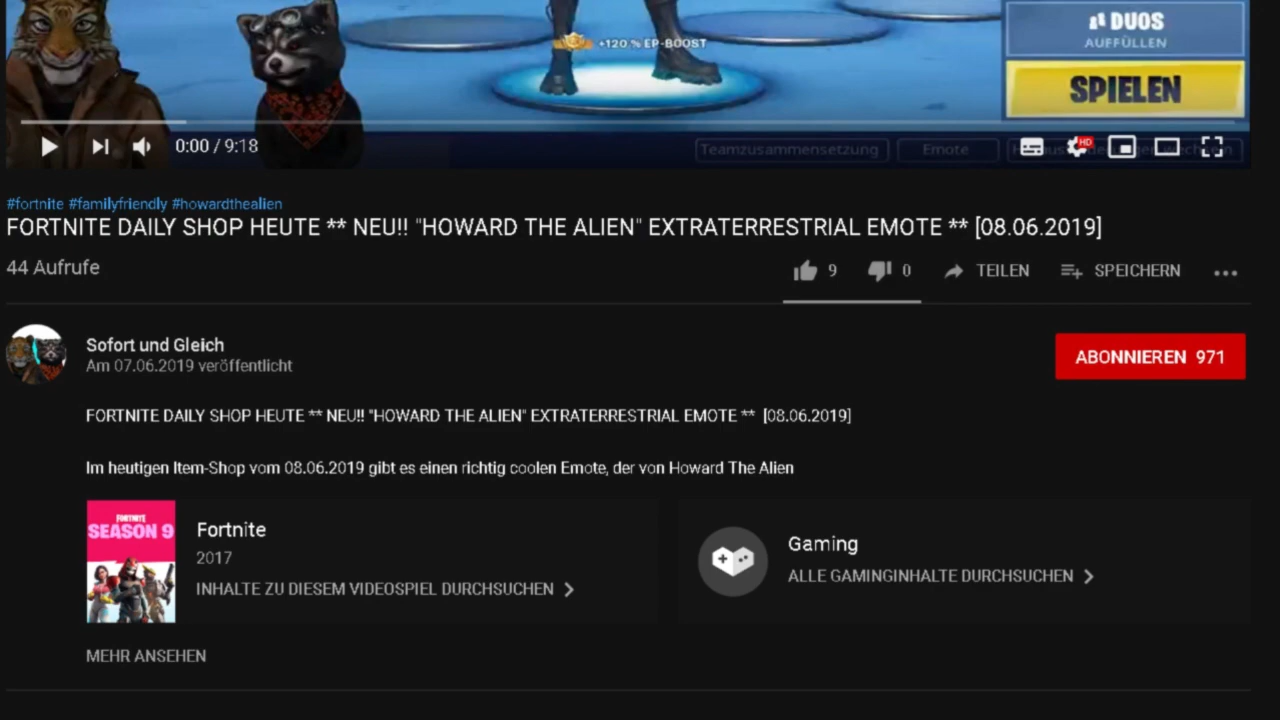 DUOS
AUFFÜLLEN
+120 % EP-BOOST
SPIELEN
0:00 / 9:18
Teamzusammensetzung
Emote
HD
#fortnite #familyfriendly #howardthealien
FORTNITE DAILY SHOP HEUTE ** NEU!! "HOWARD THE ALIEN" EXTRATERRESTRIAL EMOTE ** [08.06.2019]
44 Aufrufe
9
0
TEILEN
SPEICHERN
Sofort und Gleich
Am 07.06.2019 veröffentlicht
ABONNIEREN 971
FORTNITE DAILY SHOP HEUTE ** NEU!! "HOWARD THE ALIEN" EXTRATERRESTRIAL EMOTE ** [08.06.2019]
Im heutigen Item-Shop vom 08.06.2019 gibt es einen richtig coolen Emote, der von Howard The Alien
FORTNITE
SEASON 9
Fortnite
2017
INHALTE ZU DIESEM VIDEOSPIEL DURCHSUCHEN
Gaming
ALLE GAMINGINHALTE DURCHSUCHEN
MEHR ANSEHEN